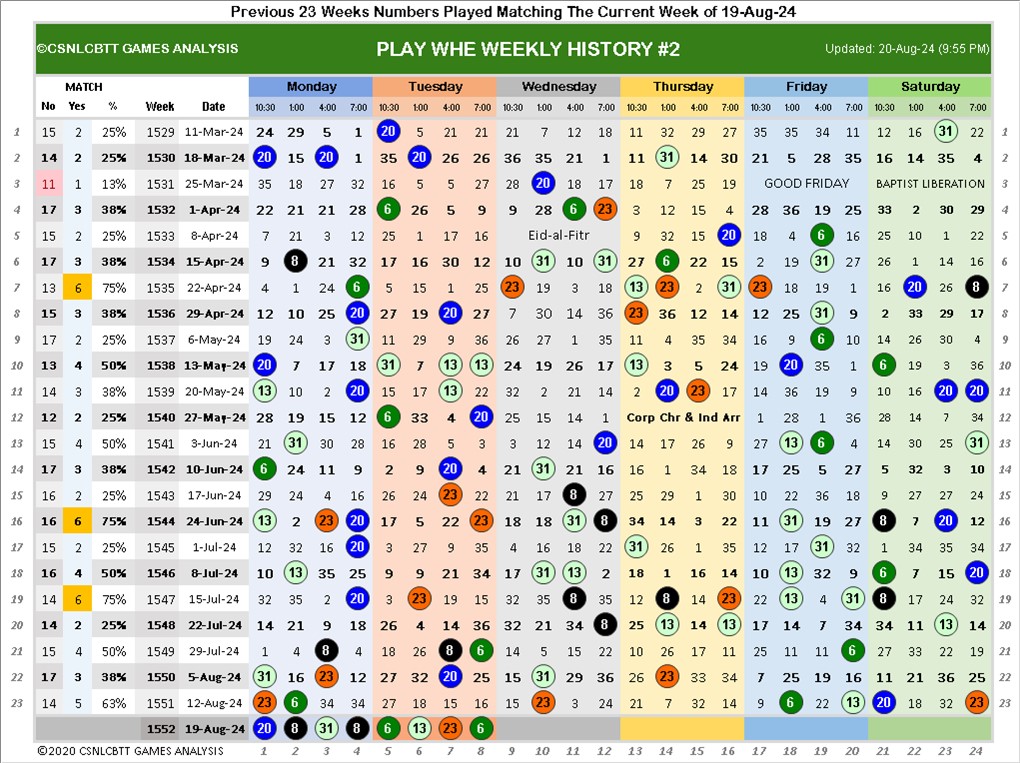 Previous 23 Weeks Numbers Played Matching The Current Week of 19-Aug-24
©CSNLCBTT GAMES ANALYSIS PLAY WHE WEEKLY HISTORY #2 Updated: 20-Aug-24 (9:55 PM)
MATCH Monday Tuesday Wednesday Thursday Friday Saturday
No Yes % Week Date 10:30 1:00 4:00 7:00 10:30 1:00 4:00 7:00 10:30 1:00 4:00 7:00 10:30 1:00 4:00 7:00 10:30 1:00 4:00 7:00 10:30 1:00 4:00 7:00
1 15 2 25% 1529 11-Mar-24 24 29 5 1 20 5 21 21 21 7 12 18 11 32 29 27 35 35 34 11 12 16 31 22 1
2 14 2 25% 1530 18-Mar-24 20 15 20 1 35 20 26 26 36 35 21 1 11 31 14 30 21 5 28 35 16 14 35 4 2
3 11 1 13% 1531 25-Mar-24 35 18 27 32 16 5 5 27 28 20 18 17 18 7 25 19 GOOD FRIDAY BAPTIST LIBERATION 3
4 17 3 38% 1532 1-Apr-24 22 21 21 28 6 26 5 9 9 28 6 23 3 12 15 4 28 36 19 25 33 2 30 29 4
5 15 2 25% 1533 8-Apr-24 7 21 3 12 25 1 17 16 Eid-al-Fitr 9 32 15 20 18 4 6 16 25 10 1 22 5
6 17 3 38% 1534 15-Apr-24 9 8 21 32 17 16 30 12 10 31 10 31 27 6 22 15 2 19 31 27 26 1 14 16 6
7 13 6 75% 1535 22-Apr-24 4 1 24 6 5 15 1 25 23 19 3 18 13 23 2 31 23 18 19 1 16 20 26 8 7
8 15 3 38% 1536 29-Apr-24 12 10 25 20 27 19 20 27 7 30 14 36 23 36 12 14 12 25 31 9 2 33 29 17 8
9 17 2 25% 1537 6-May-24 19 24 3 31 11 29 9 36 26 27 1 35 11 4 35 34 16 9 6 10 14 26 30 4 9
10 13 4 50% 1538 13-May-24 20 7 17 18 31 7 13 13 24 19 26 17 13 3 5 24 18 20 35 1 6 19 3 36 10
11 14 3 38% 1539 20-May-24 13 10 2 20 15 17 13 22 32 2 21 14 2 20 23 17 14 36 19 9 10 16 20 20 11
12 12 2 25% 1540 27-May-24 28 19 15 12 6 33 4 20 25 15 14 1 Corp Chr & Ind Arr 1 28 1 36 28 14 7 34 12
13 15 4 50% 1541 3-Jun-24 21 31 30 28 16 28 5 3 3 12 14 20 14 17 26 9 27 13 6 4 14 30 25 31 13
14 17 3 38% 1542 10-Jun-24 6 24 11 9 2 9 20 4 21 31 21 16 16 1 34 18 17 25 5 27 5 32 3 10 14
15 16 2 25% 1543 17-Jun-24 29 24 4 16 26 24 23 22 21 17 8 27 25 29 1 30 10 22 36 18 9 27 27 24 15
16 16 6 75% 1544 24-Jun-24 13 2 23 20 17 5 22 23 18 18 31 8 34 14 3 22 11 31 19 27 8 7 20 12 16
17 15 2 25% 1545 1-Jul-24 12 32 16 20 3 27 9 35 4 16 18 22 31 26 1 35 12 17 31 32 1 34 35 34 17
18 16 4 50% 1546 8-Jul-24 10 13 35 25 9 9 21 34 17 31 13 2 18 1 16 14 10 13 32 9 6 7 15 20 18
19 14 6 75% 1547 15-Jul-24 32 35 2 20 3 23 19 15 32 35 8 35 12 8 14 23 22 13 4 31 8 17 24 32 19
20 14 2 25% 1548 22-Jul-24 14 21 9 18 26 4 14 36 32 21 34 8 25 13 14 13 17 14 7 34 34 11 13 14 20
21 15 4 50% 1549 29-Jul-24 1 4 8 4 18 26 8 6 14 5 15 22 10 26 17 11 25 11 11 6 27 33 22 19 21
22 17 3 38% 1550 5-Aug-24 31 16 23 12 27 32 20 25 15 31 29 36 26 23 33 34 7 25 19 16 11 21 36 25 22
23 14 5 63% 1551 12-Aug-24 23 6 34 34 27 18 15 16 15 23 3 24 21 7 32 14 9 6 22 13 20 18 32 23 23
1552 19-Aug-24 20 8 31 8 6 13 23 6
©2020 CSNLCBTT GAMES ANALYSIS 1 2 3 4 5 6 7 8 9 10 11 12 13 14 15 16 17 18 19 20 21 22 23 24